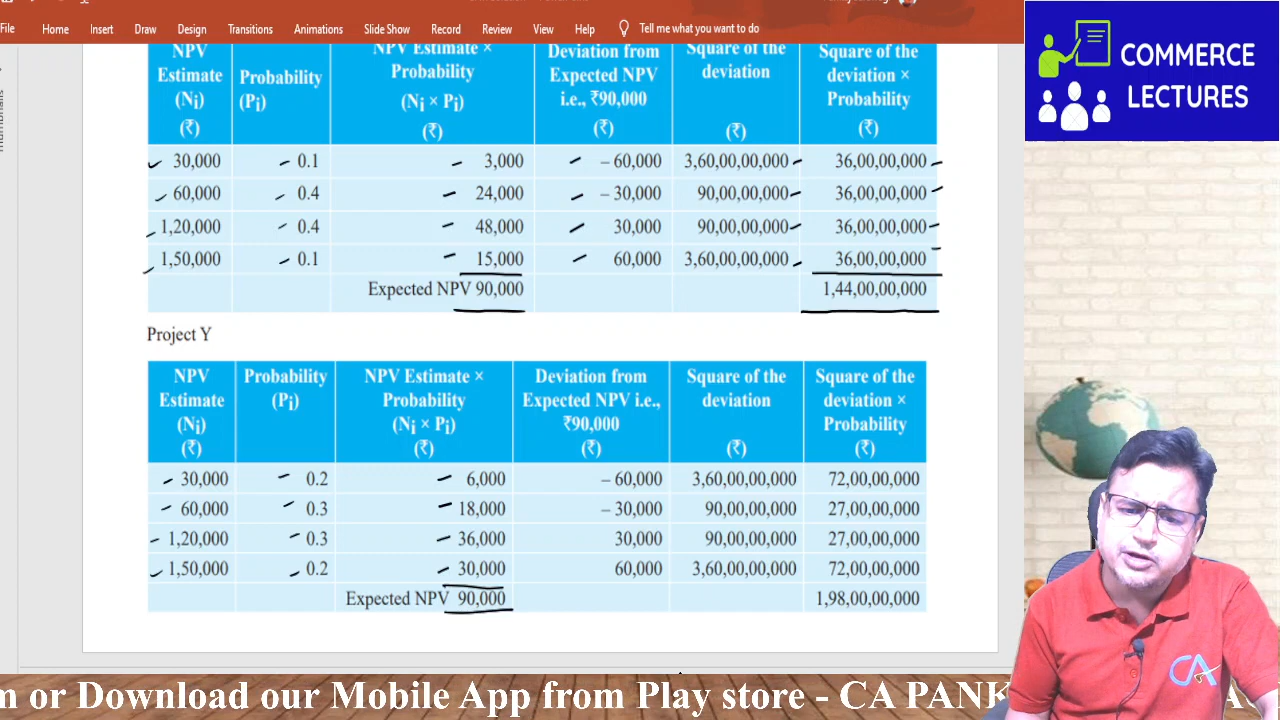 File Home Insert Draw Design Transitions Animations Slide Show Record Review View Help Tell me what you want to do
COMMERCE
LECTURES
NPV Estimate (Ni) (₹) Probability (Pi) NPV Estimate × Probability (Ni × Pi) (₹) Deviation from Expected NPV i.e., ₹90,000 (₹) Square of the deviation (₹) Square of the deviation × Probability (₹)
30,000 0.1 3,000 – 60,000 3,60,00,00,000 36,00,00,000
60,000 0.4 24,000 – 30,000 90,00,00,000 36,00,00,000
1,20,000 0.4 48,000 30,000 90,00,00,000 36,00,00,000
1,50,000 0.1 15,000 60,000 3,60,00,00,000 36,00,00,000
Expected NPV 90,000 1,44,00,00,000
Project Y
NPV Estimate (Ni) (₹) Probability (Pi) NPV Estimate × Probability (Ni × Pi) (₹) Deviation from Expected NPV i.e., ₹90,000 (₹) Square of the deviation (₹) Square of the deviation × Probability (₹)
30,000 0.2 6,000 – 60,000 3,60,00,00,000 72,00,00,000
60,000 0.3 18,000 – 30,000 90,00,00,000 27,00,00,000
1,20,000 0.3 36,000 30,000 90,00,00,000 27,00,00,000
1,50,000 0.2 30,000 60,000 3,60,00,00,000 72,00,00,000
Expected NPV 90,000 1,98,00,00,000
CA
m or Download our Mobile App from Play store - CA PANK